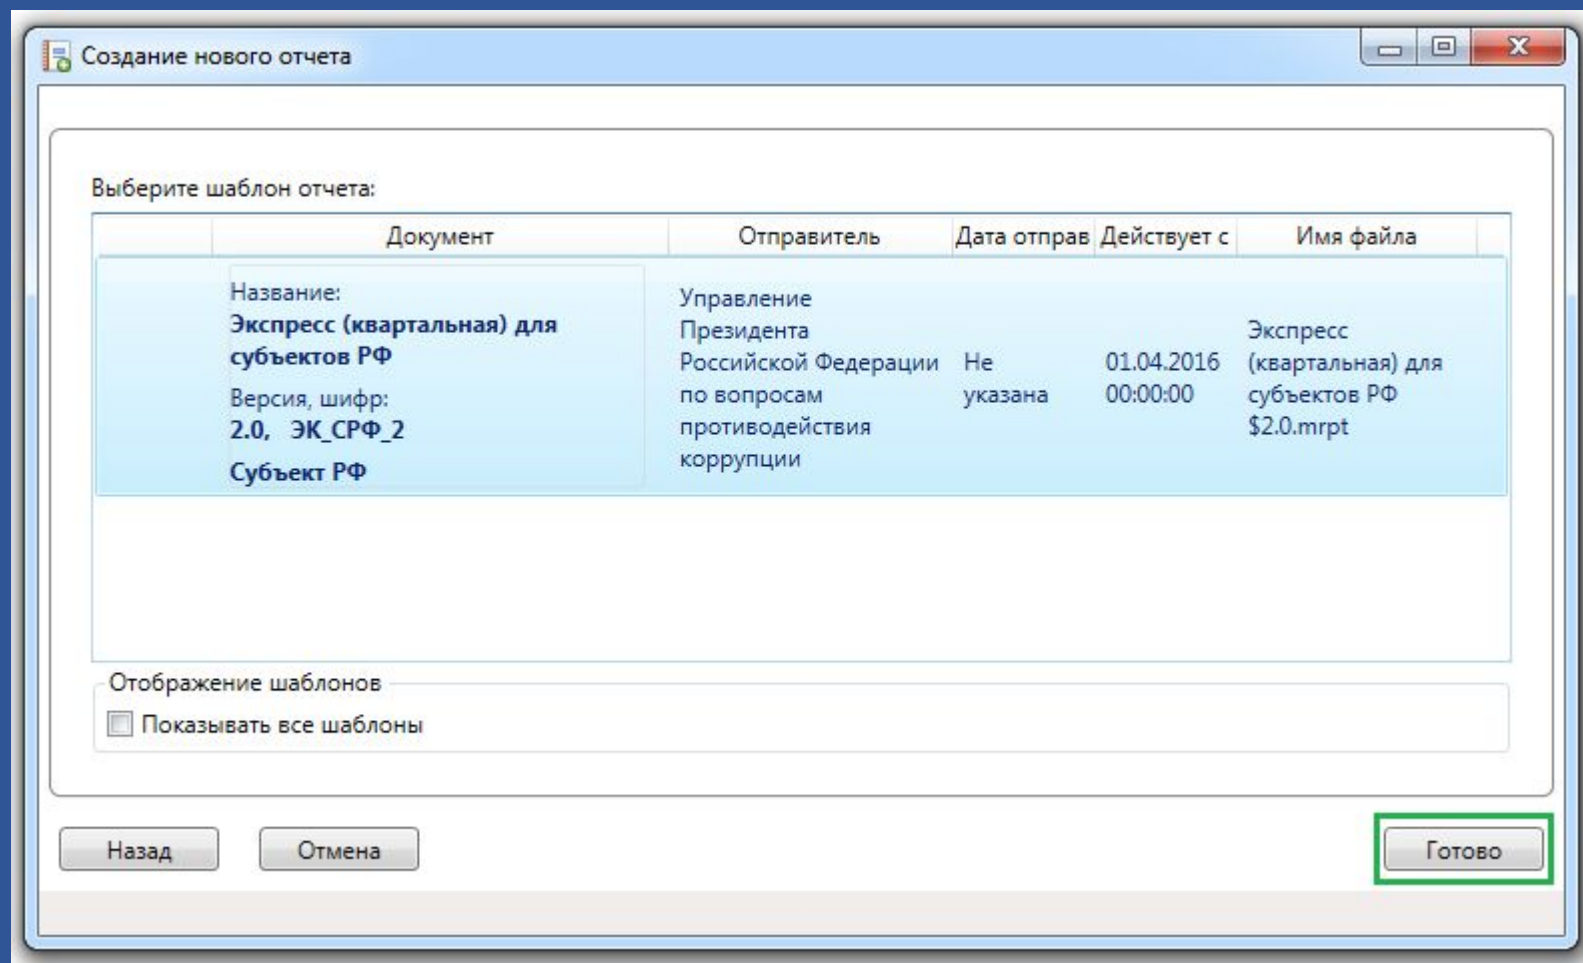 Создание нового отчета
Выберите шаблон отчета:
Документ Отправитель Дата отправ Действует с Имя файла
Название:
Экспресс (квартальная) для
субъектов РФ
Версия, шифр:
2.0, ЭК_СРФ_2
Субъект РФ
Управление
Президента
Российской Федерации
по вопросам
противодействия
коррупции
Не
указана
01.04.2016
00:00:00
Экспресс
(квартальная) для
субъектов РФ
$2.0.mrpt
Отображение шаблонов
Показывать все шаблоны
Назад Отмена Готово